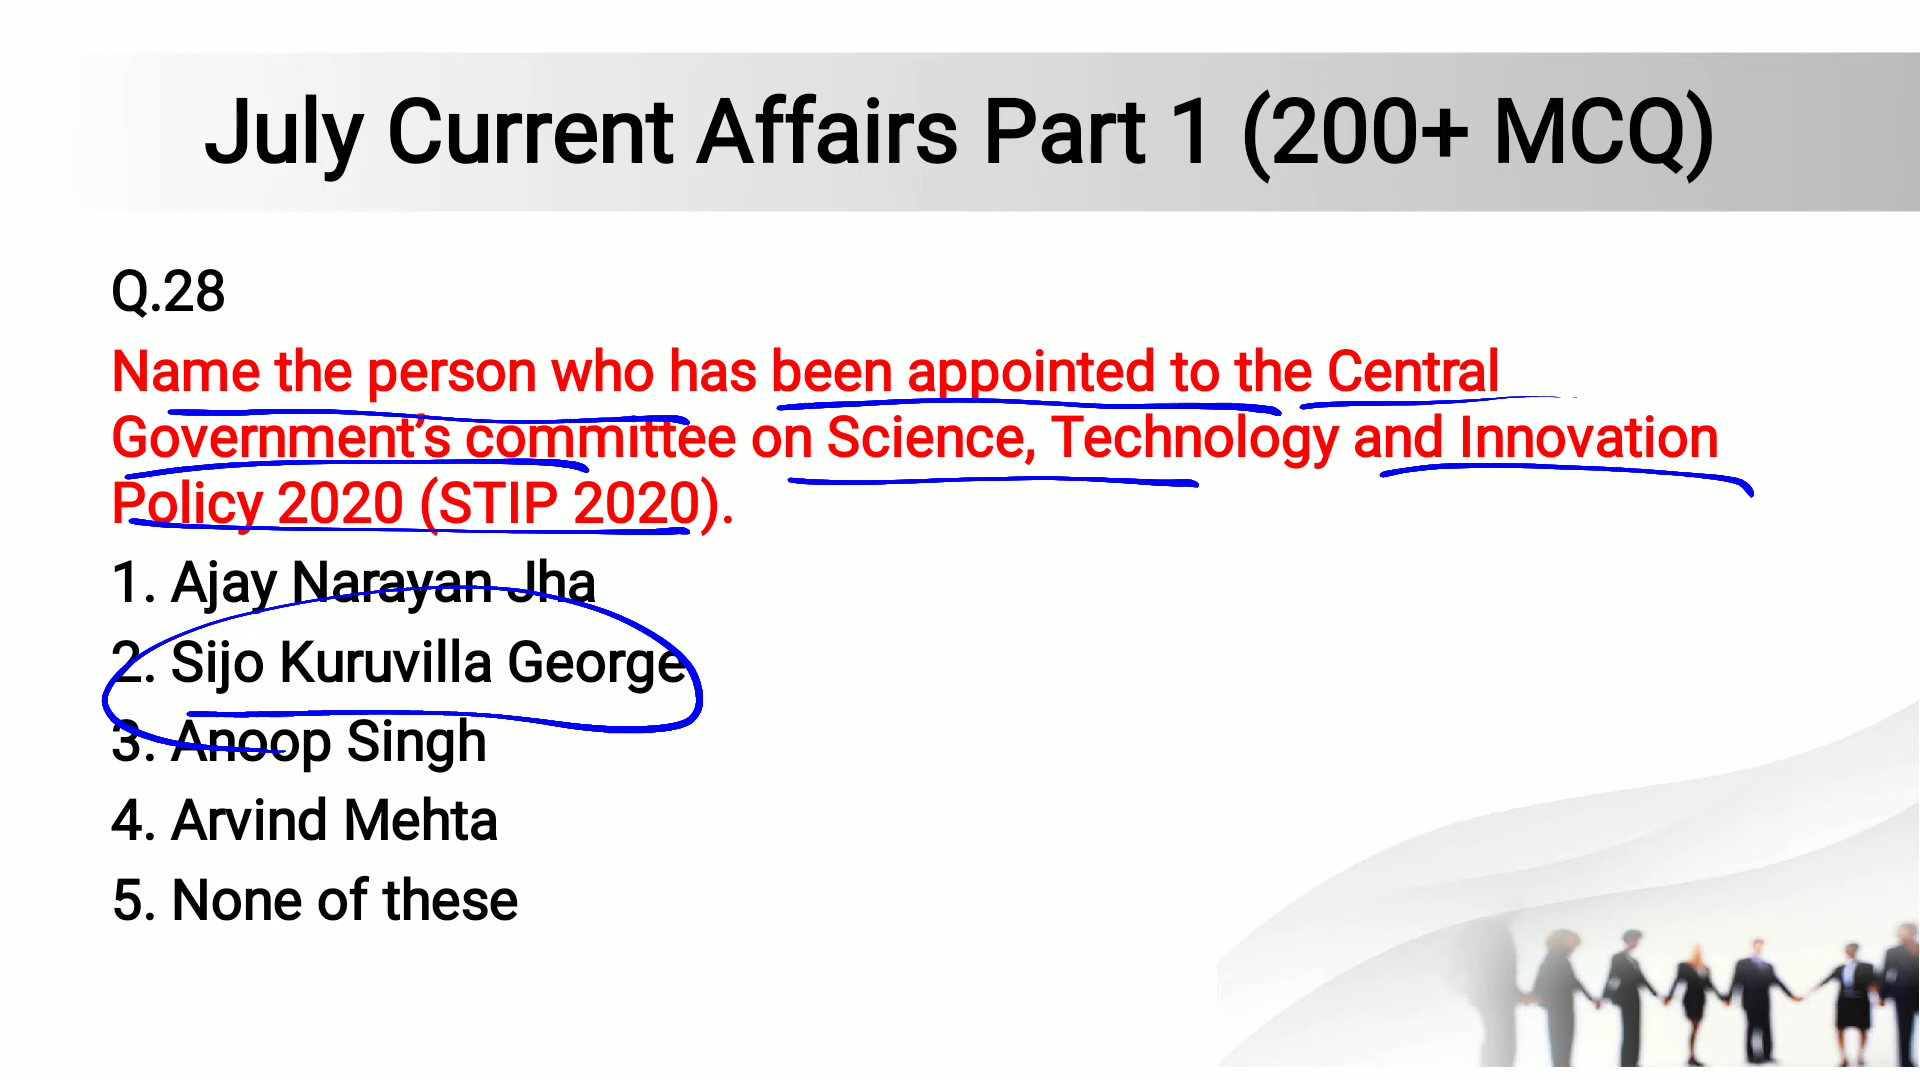 July Current Affairs Part 1 (200+ MCQ)
Q.28
Name the person who has been appointed to the Central
Government's committee on Science, Technology and Innovation
Policy 2020 (STIP 2020).
1. Ajay Narayan Jha
2. Sijo Kuruvilla George
3. Anoop Singh
4. Arvind Mehta
5. None of these